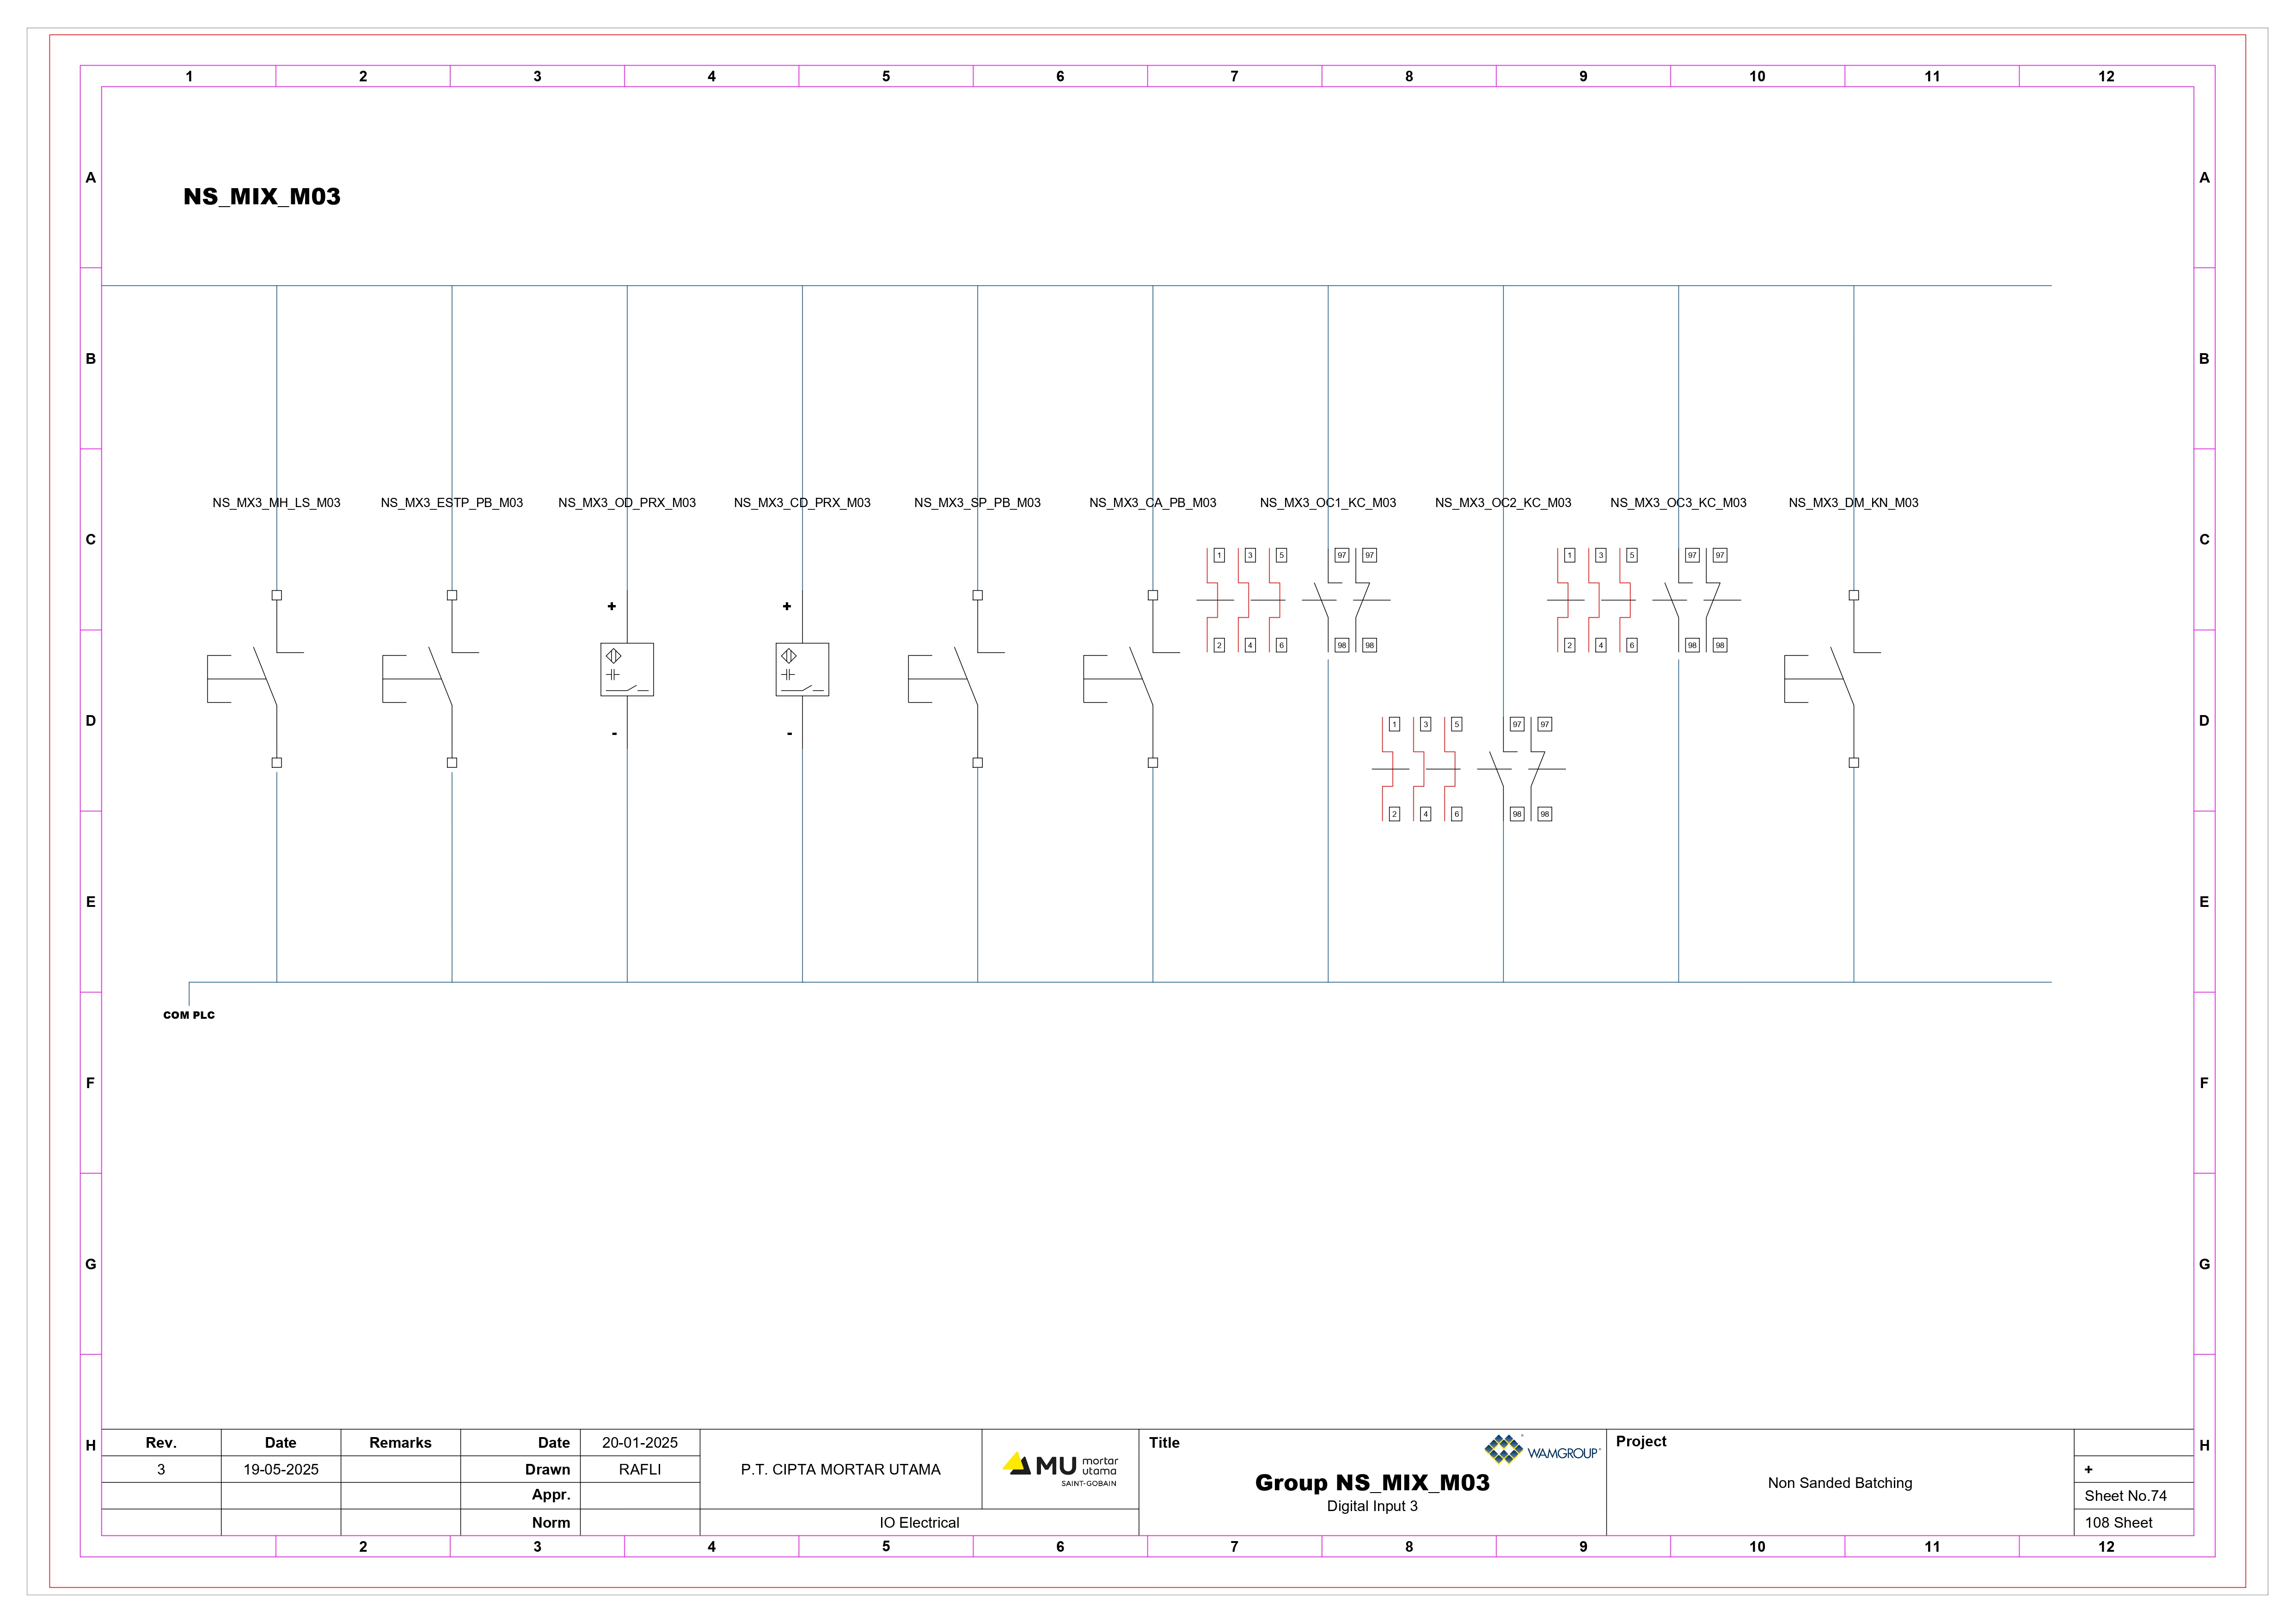 1 2 3 4 5 6 7 8 9 10 11 12
A A
NS_MIX_M03
B B
NS_MX3_MH_LS_M03 NS_MX3_ESTP_PB_M03 NS_MX3_OD_PRX_M03 NS_MX3_CD_PRX_M03 NS_MX3_SP_PB_M03 NS_MX3_CA_PB_M03 NS_MX3_OC1_KC_M03 NS_MX3_OC2_KC_M03 NS_MX3_OC3_KC_M03 NS_MX3_DM_KN_M03
C C
1 3 5 97 97 1 3 5 97 97
+ +
2 4 6 98 98 2 4 6 98 98
D D
1 3 5 97 97
- -
2 4 6 98 98
E E
COM PLC
F F
G G
H H
Rev. Date Remarks Date 20-01-2025
3 19-05-2025 Drawn RAFLI
Appr.
Norm
P.T. CIPTA MORTAR UTAMA
MU mortar
utama
SAINT-GOBAIN
IO Electrical
Title
WAMGROUP
Group NS_MIX_M03
Digital Input 3
Project
Non Sanded Batching
+
Sheet No.74
108 Sheet
2 3 4 5 6 7 8 9 10 11 12